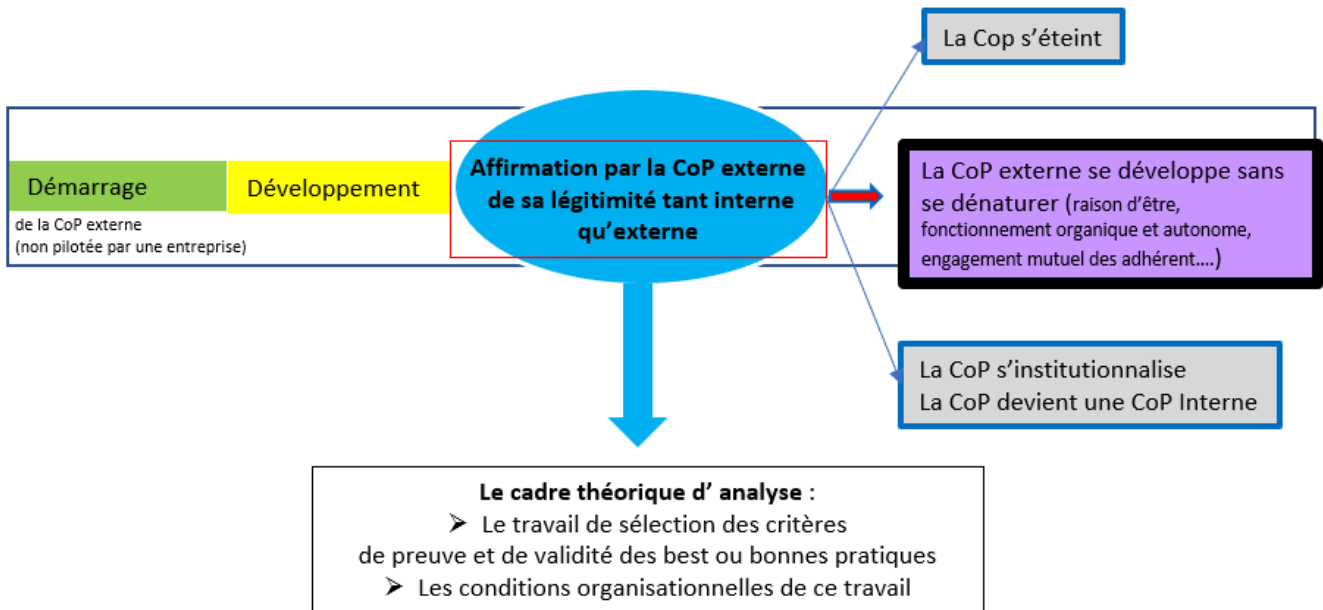 La Cop s’éteint
Démarrage
de la CoP externe
(non pilotée par une entreprise)
Développement
Affirmation par la CoP externe
de sa légitimité tant interne
qu’externe
La CoP externe se développe sans
se dénaturer (raison d’être,
fonctionnement organique et autonome,
engagement mutuel des adhérent....)
La CoP s’institutionnalise
La CoP devient une CoP Interne
Le cadre théorique d’ analyse :
➤ Le travail de sélection des critères
de preuve et de validité des best ou bonnes pratiques
➤ Les conditions organisationnelles de ce travail